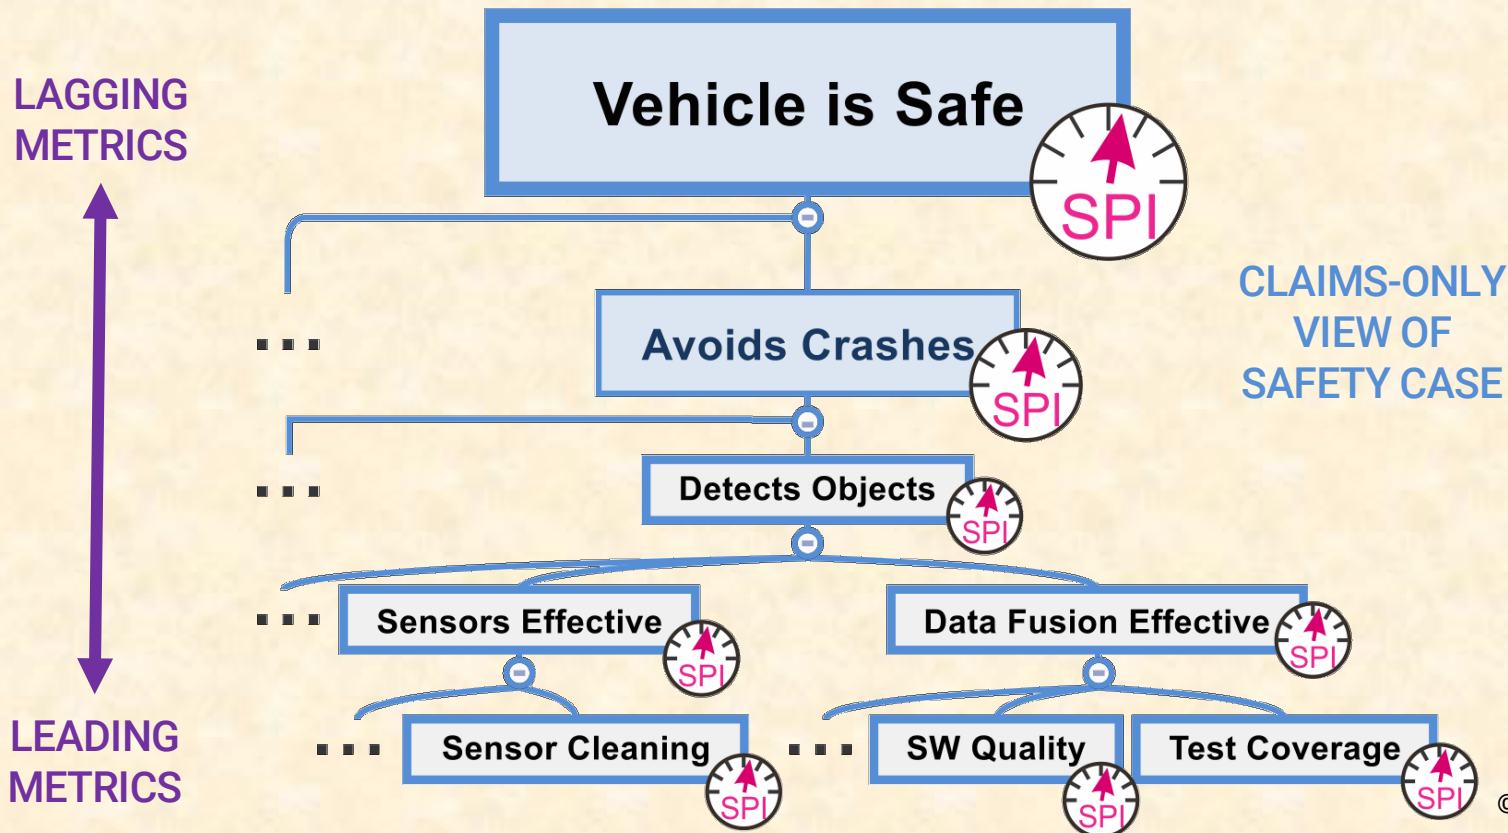 Vehicle is Safe
SPI
LAGGING
METRICS
CLAIMS-ONLY
VIEW OF
SAFETY CASE
Avoids Crashes
SPI
...
Detects Objects
SPI
...
Sensors Effective
SPI
Data Fusion Effective
SPI
...
LEADING
METRICS
...
Sensor Cleaning
SPI
...
SW Quality
SPI
Test Coverage
SPI
©